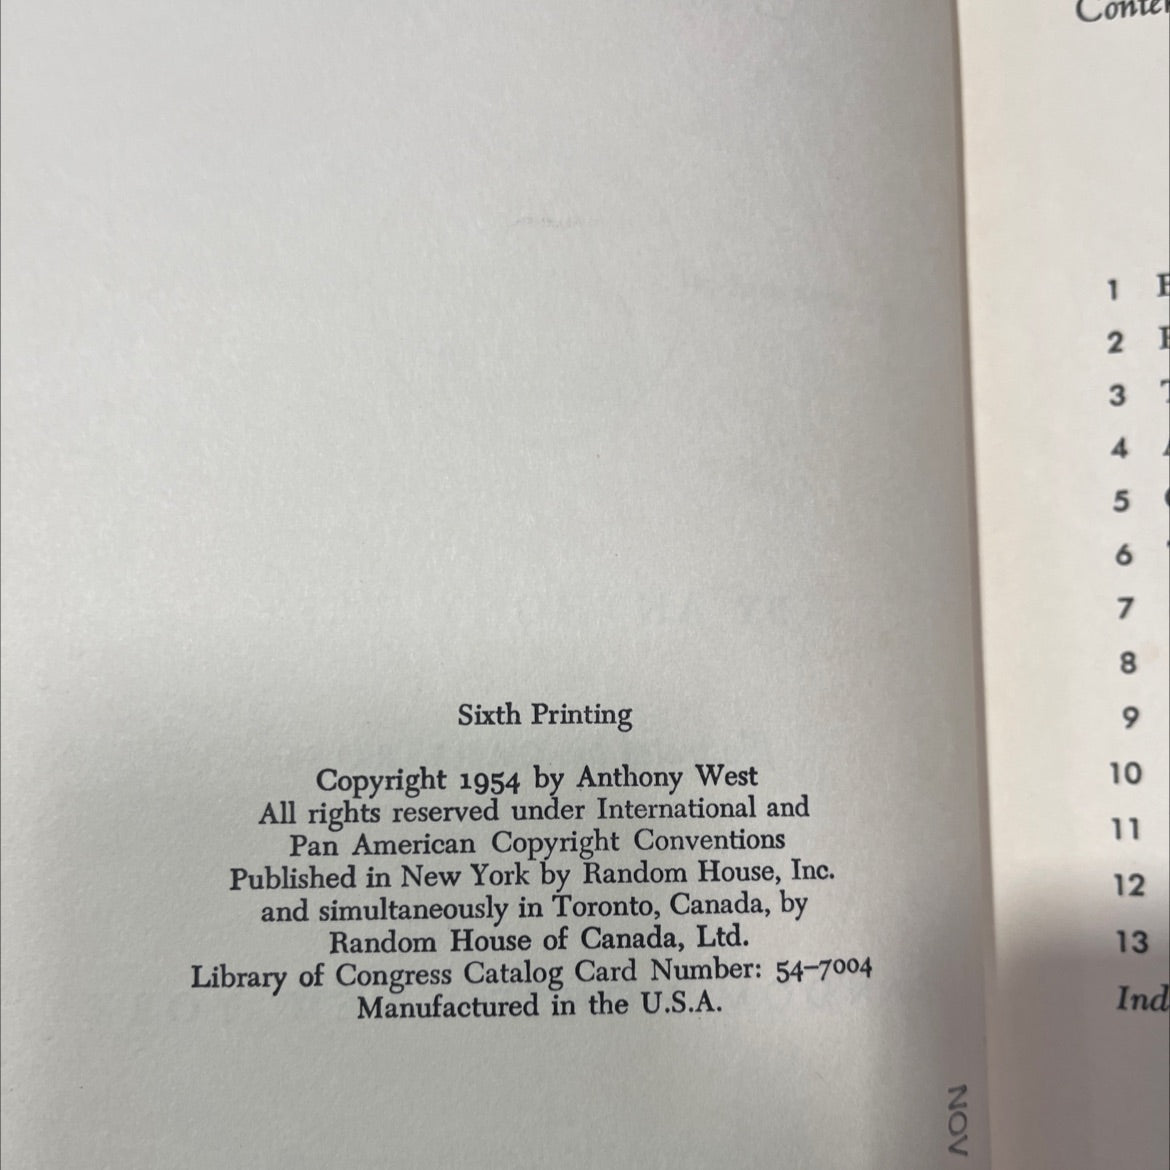 Sixth Printing
Copyright 1954 by Anthony West
All rights reserved under International and
Pan American Copyright Conventions
Published in New York by Random House, Inc.
and simultaneously in Toronto, Canada, by
Random House of Canada, Ltd.
Library of Congress Catalog Card Number: 54-7004
Manufactured in the U.S.A.
NOV
1
2
3
4
5
6
7
8
9
10
11
12
13